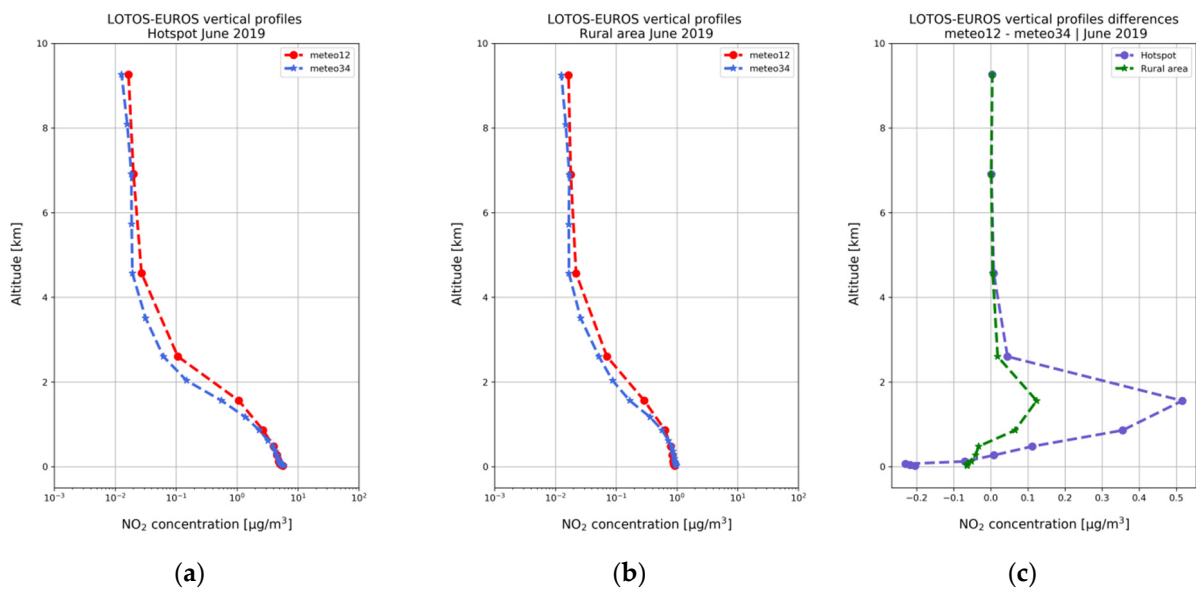 LOTOS-EUROS vertical profiles
Hotspot June 2019
10
8
6
4
2
0
Altitude [km]
meteo12
meteo34
10⁻³ 10⁻² 10⁻¹ 10⁰ 10¹ 10²
NO₂ concentration [μg/m³]
(a)
LOTOS-EUROS vertical profiles
Rural area June 2019
10
8
6
4
2
0
Altitude [km]
meteo12
meteo34
10⁻³ 10⁻² 10⁻¹ 10⁰ 10¹ 10²
NO₂ concentration [μg/m³]
(b)
LOTOS-EUROS vertical profiles differences
meteo12 - meteo34 | June 2019
10
8
6
4
2
0
Altitude [km]
Hotspot
Rural area
−0.2 −0.1 0.0 0.1 0.2 0.3 0.4 0.5
NO₂ concentration [μg/m³]
(c)